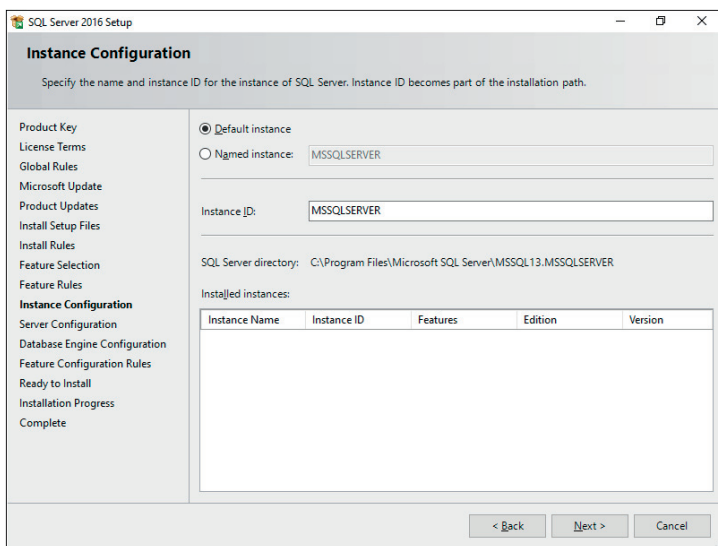 SQL Server 2016 Setup
Instance Configuration
Specify the name and instance ID for the instance of SQL Server. Instance ID becomes part of the installation path.
Product Key
License Terms
Global Rules
Microsoft Update
Product Updates
Install Setup Files
Install Rules
Feature Selection
Feature Rules
Instance Configuration
Server Configuration
Database Engine Configuration
Feature Configuration Rules
Ready to Install
Installation Progress
Complete
Default instance
Named instance: MSSQLSERVER
Instance ID: MSSQLSERVER
SQL Server directory: C:\Program Files\Microsoft SQL Server\MSSQL13.MSSQLSERVER
Installed instances:
Instance Name Instance ID Features Edition Version
< Back Next > Cancel